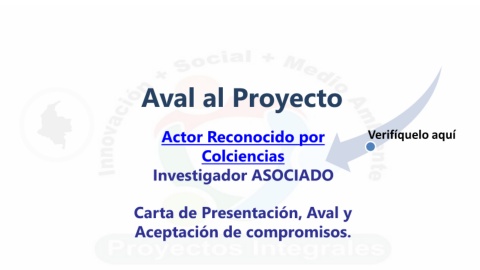 Innovación + Social + Medio Ambiente
Aval al Proyecto
Actor Reconocido por
Colciencias
Investigador ASOCIADO
Verifíquelo aquí
Carta de Presentación, Aval y
Aceptación de compromisos.
Proyectos Integrales